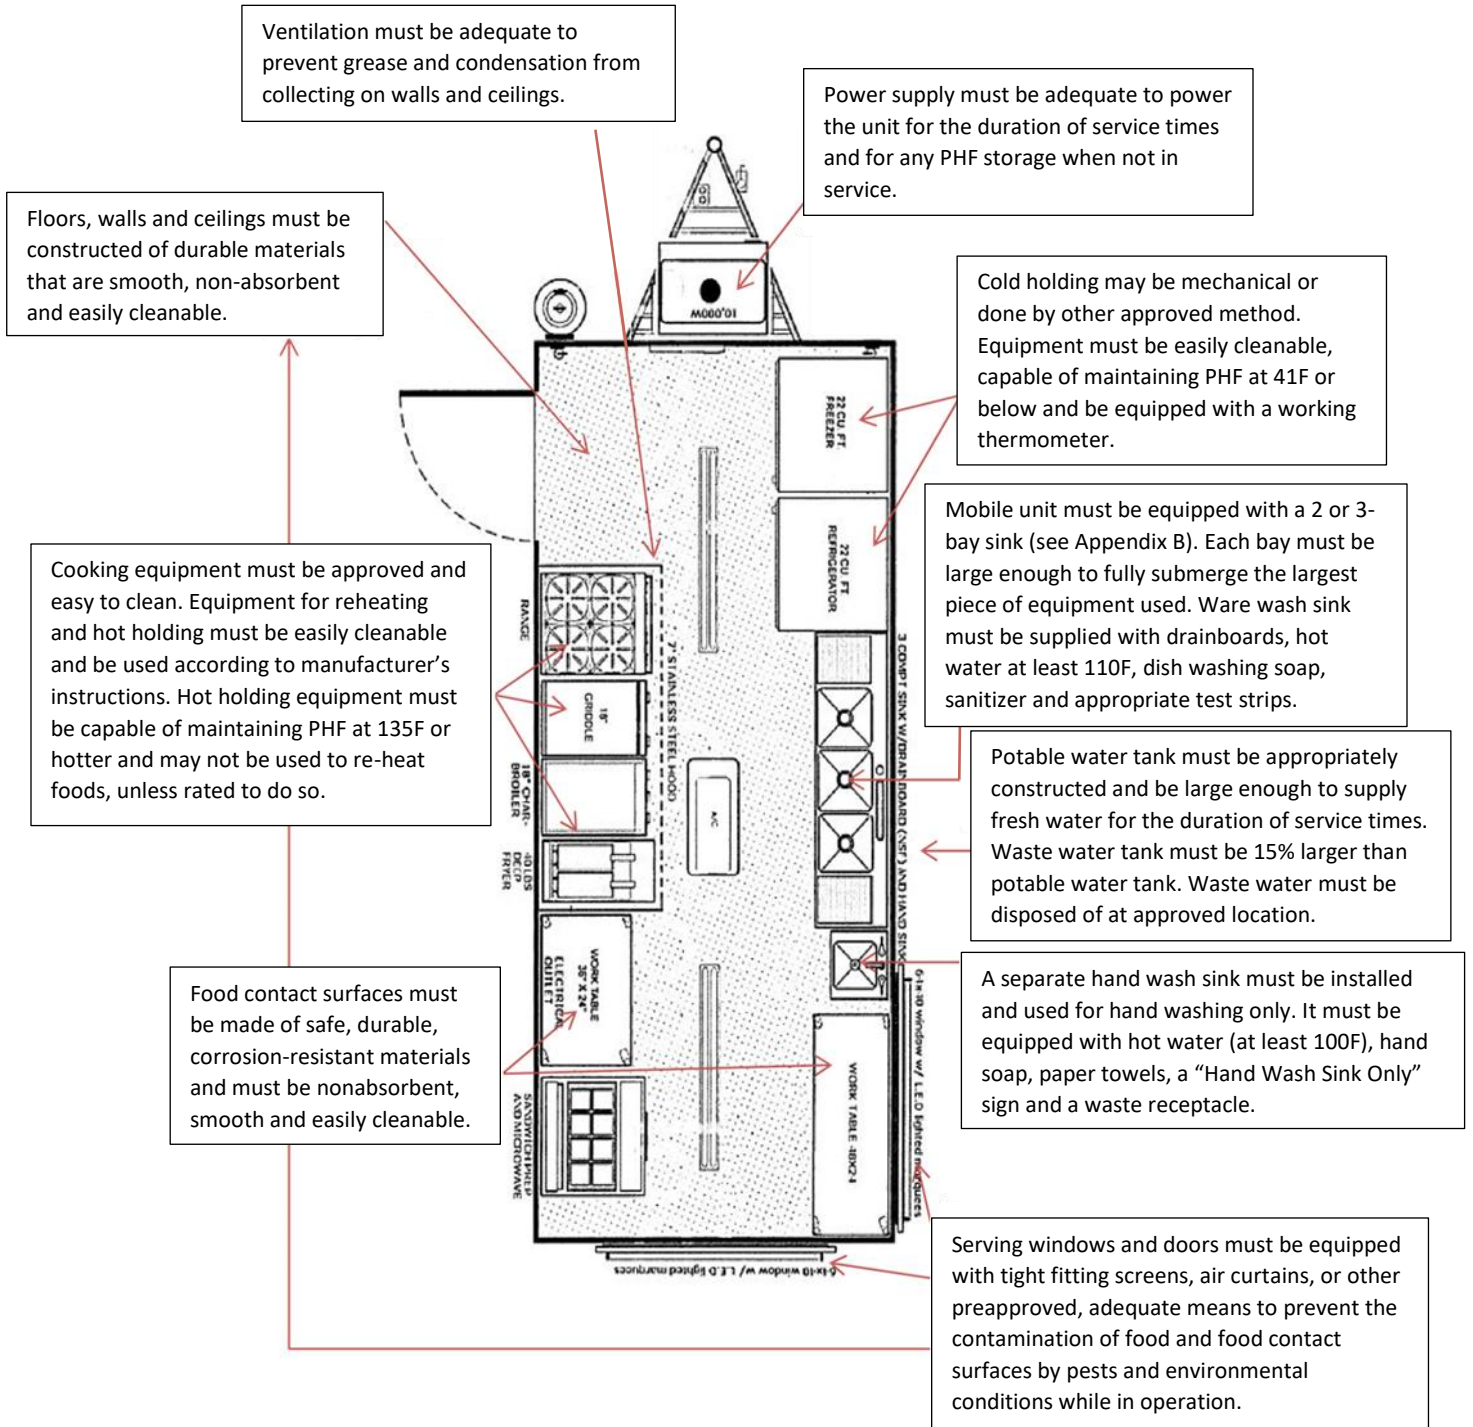 Ventilation must be adequate to
prevent grease and condensation from
collecting on walls and ceilings.
Power supply must be adequate to power
the unit for the duration of service times
and for any PHF storage when not in
service.
Floors, walls and ceilings must be
constructed of durable materials
that are smooth, non-absorbent
and easily cleanable.
Cold holding may be mechanical or
done by other approved method.
Equipment must be easily cleanable,
capable of maintaining PHF at 41F or
below and be equipped with a working
thermometer.
Mobile unit must be equipped with a 2 or 3-
bay sink (see Appendix B). Each bay must be
large enough to fully submerge the largest
piece of equipment used. Ware wash sink
must be supplied with drainboards, hot
water at least 110F, dish washing soap,
sanitizer and appropriate test strips.
Cooking equipment must be approved and
easy to clean. Equipment for reheating
and hot holding must be easily cleanable
and be used according to manufacturer’s
instructions. Hot holding equipment must
be capable of maintaining PHF at 135F or
hotter and may not be used to re-heat
foods, unless rated to do so.
Potable water tank must be appropriately
constructed and be large enough to supply
fresh water for the duration of service times.
Waste water tank must be 15% larger than
potable water tank. Waste water must be
disposed of at approved location.
A separate hand wash sink must be installed
and used for hand washing only. It must be
equipped with hot water (at least 100F), hand
soap, paper towels, a “Hand Wash Sink Only”
sign and a waste receptacle.
Food contact surfaces must
be made of safe, durable,
corrosion-resistant materials
and must be nonabsorbent,
smooth and easily cleanable.
Serving windows and doors must be equipped
with tight fitting screens, air curtains, or other
preapproved, adequate means to prevent the
contamination of food and food contact
surfaces by pests and environmental
conditions while in operation.
10,000W
22 CU FT.
FREEZER
22 CU FT
REFRIGERATOR
RANGE
18"
GRIDDLE
18" CHAR-
BROILER
40 LBS
DEEP
FRYER
7' STAINLESS STEEL HOOD
A/C
3 COMPT SINK W/DRAINBOARD (NSF) AND HAND SINK
WORK TABLE
36" X 24"
ELECTRICAL
OUTLET
SANDWICH PREP
AND MICROWAVE
WORK TABLE 48X24
window w/ L.E.D lighted marquees
window w/ L.E.D lighted marquees